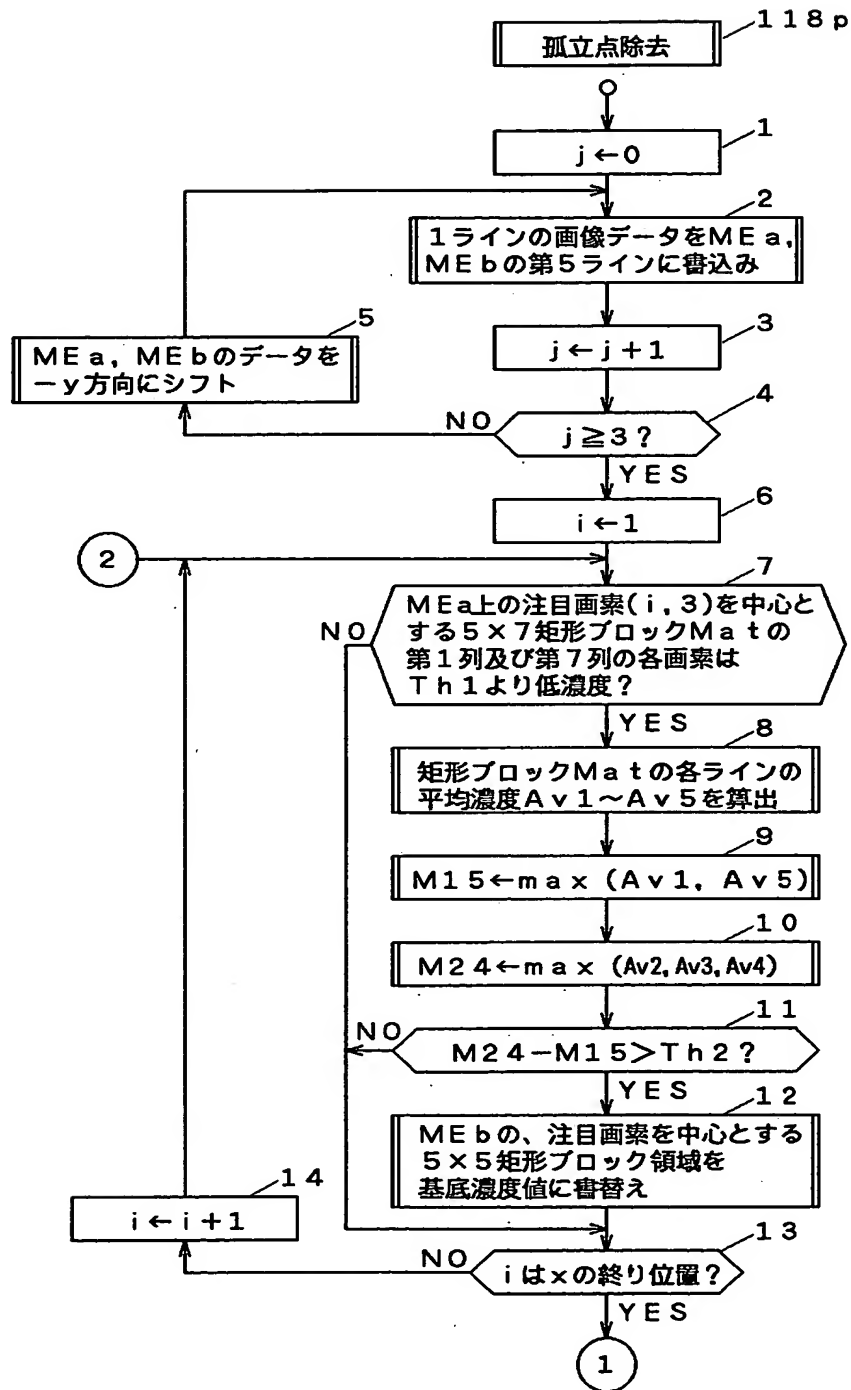 118p
孤立点除去
1
j←0
2
1ラインの画像データをMEa,
MEbの第5ラインに書込み
5
3
MEa,MEbのデータを
-y方向にシフト
j←j+1
4
NO
j≧3?
YES
6
i←1
2
7
NO
MEa上の注目画素(i,3)を中心と
する5×7矩形ブロックMatの
第1列及び第7列の各画素は
Th1より低濃度?
YES
8
矩形ブロックMatの各ラインの
平均濃度Av1~Av5を算出
9
M15←max(Av1,Av5)
10
M24←max(Av2,Av3,Av4)
11
NO
M24-M15>Th2?
YES
12
MEbの、注目画素を中心とする
5×5矩形ブロック領域を
基底濃度値に書替え
14
i←i+1
13
NO
iはxの終り位置?
YES
1